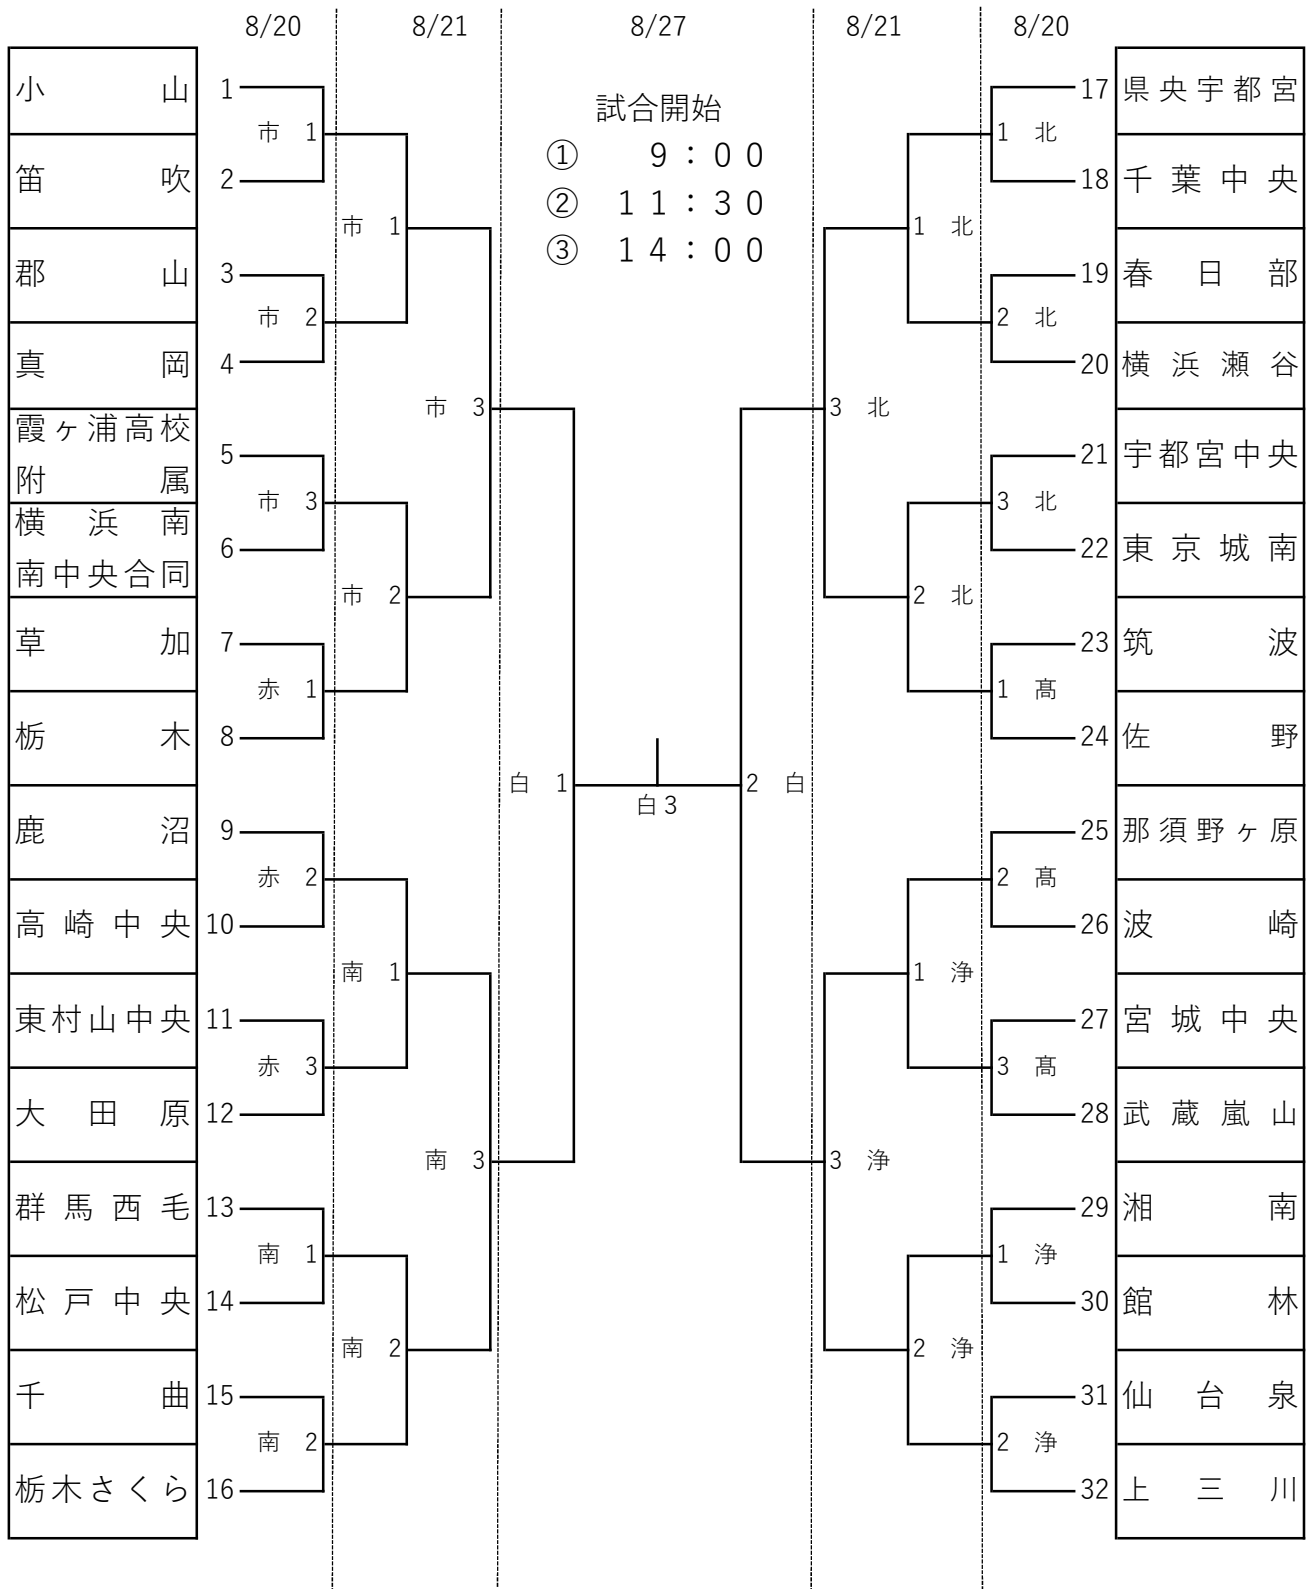 8/20 8/21 8/27 8/21 8/20
試合開始
① 9：00
② 11：30
③ 14：00
小山 1
市 1
笛吹 2
市 1
郡山 3
市 2
真岡 4
市 3
霞ヶ浦高校
附属 5
市 3
横浜南
南中央合同 6
市 2
草加 7
赤 1
栃木 8
白 1
鹿沼 9
赤 2
高崎中央 10
南 1
東村山中央 11
赤 3
大田原 12
南 3
群馬西毛 13
南 1
松戸中央 14
南 2
千曲 15
南 2
栃木さくら 16
白3
17 県央宇都宮
1 北
18 千葉中央
1 北
19 春日部
2 北
20 横浜瀬谷
3 北
21 宇都宮中央
3 北
22 東京城南
2 北
23 筑波
1 髙
24 佐野
2 白
25 那須野ヶ原
2 髙
26 波崎
1 浄
27 宮城中央
3 髙
28 武蔵嵐山
3 浄
29 湘南
1 浄
30 館林
2 浄
31 仙台泉
2 浄
32 上三川